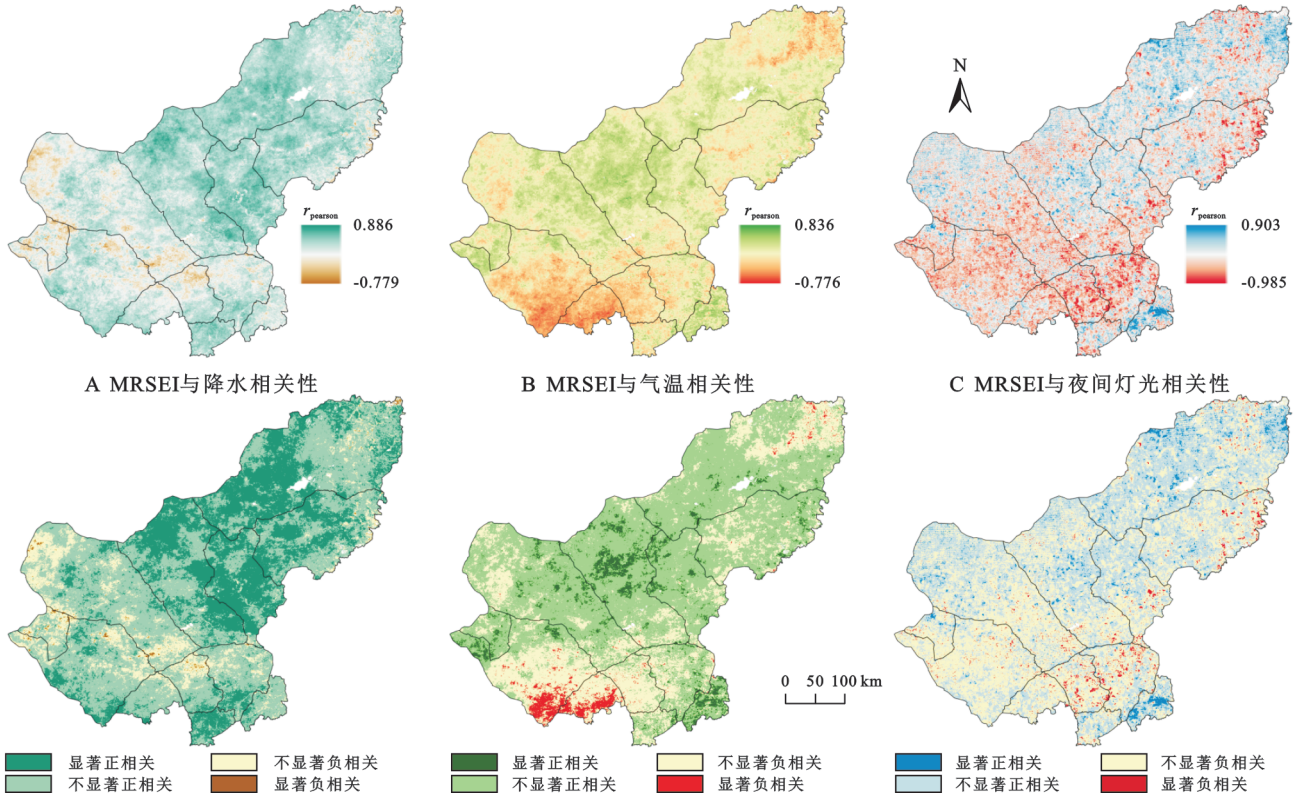 N
r pearson
0.886
-0.779
r pearson
0.836
-0.776
r pearson
0.903
-0.985
A MRSEI与降水相关性
B MRSEI与气温相关性
C MRSEI与夜间灯光相关性
0 50 100 km
显著正相关
不显著负相关
不显著正相关
显著负相关
显著正相关
不显著负相关
不显著正相关
显著负相关
显著正相关
不显著负相关
不显著正相关
显著负相关